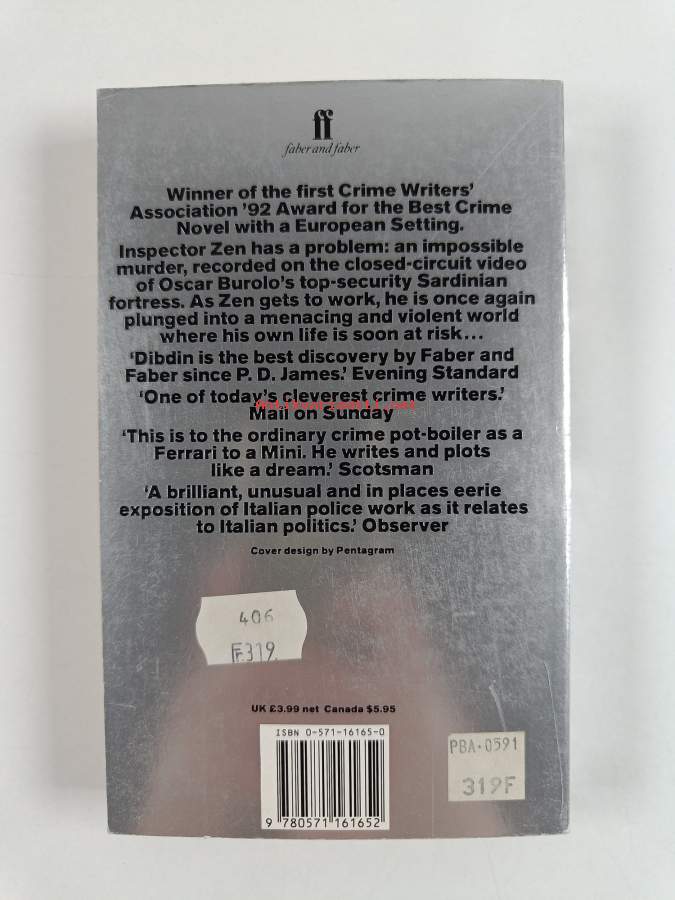 ff
faber and faber
Winner of the first Crime Writers'
Association '92 Award for the Best Crime
Novel with a European Setting.
Inspector Zen has a problem: an impossible
murder, recorded on the closed-circuit video
of Oscar Burolo's top-security Sardinian
fortress. As Zen gets to work, he is once again
plunged into a menacing and violent world
where his own life is soon at risk...
'Dibdin is the best discovery by Faber and
Faber since P. D. James.' Evening Standard
'One of today's cleverest crime writers.'
Mail on Sunday
'This is to the ordinary crime pot-boiler as a
Ferrari to a Mini. He writes and plots
like a dream.' Scotsman
'A brilliant, unusual and in places eerie
exposition of Italian police work as it relates
to Italian politics.' Observer
Cover design by Pentagram
406
F.319
UK £3.99 net Canada $5.95
ISBN 0-571-16165-0
9 780571 161652
PBA·0591
319F